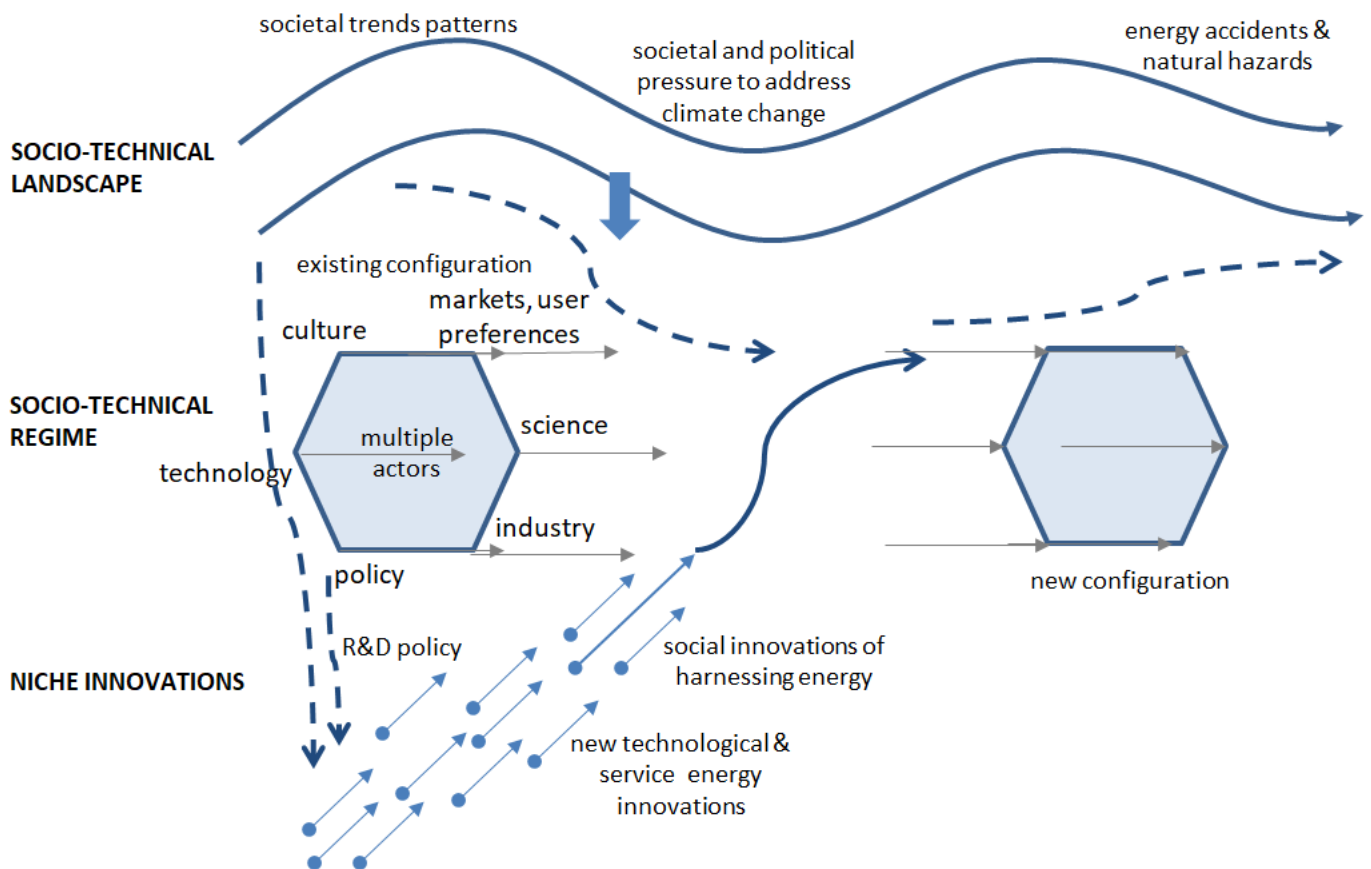 societal trends patterns
societal and political
pressure to address
climate change
energy accidents &
natural hazards
SOCIO-TECHNICAL
LANDSCAPE
existing configuration
markets, user
preferences
culture
SOCIO-TECHNICAL
REGIME
multiple
actors
science
technology
industry
policy
new configuration
R&D policy
social innovations of
harnessing energy
NICHE INNOVATIONS
new technological &
service energy
innovations